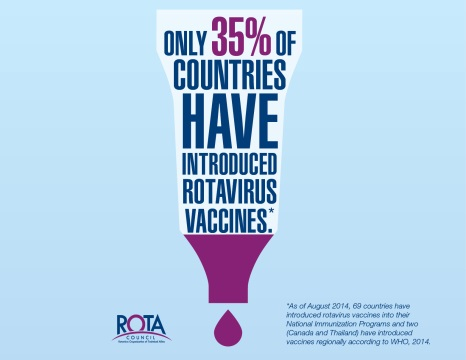 ONLY 35% OF
COUNTRIES
HAVE
INTRODUCED
ROTAVIRUS
VACCINES.*
*As of August 2014, 69 countries have
introduced rotavirus vaccines into their
National Immunization Programs and two
(Canada and Thailand) have introduced
vaccines regionally according to WHO, 2014.
ROTA
COUNCIL